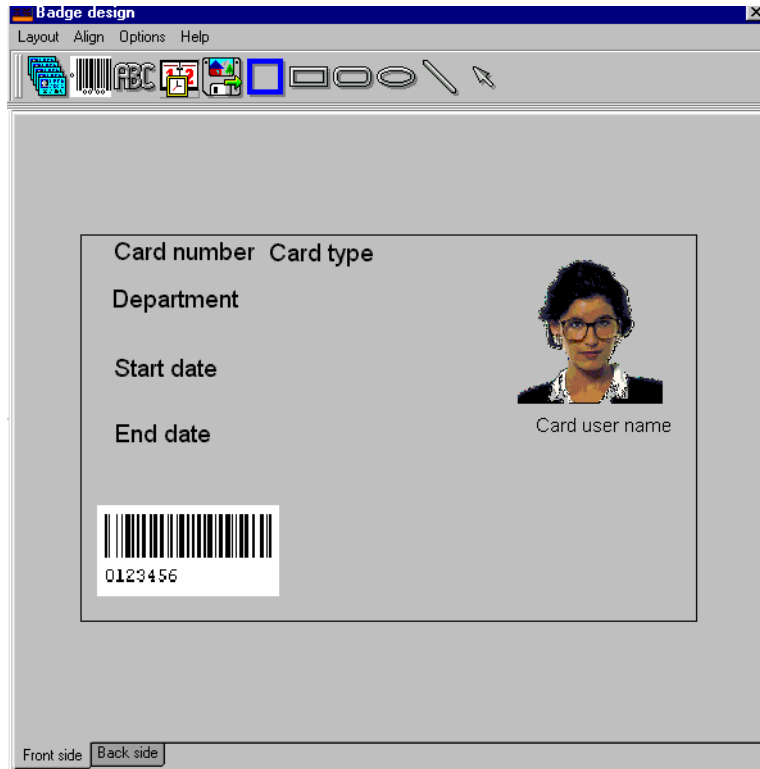 Badge design
Layout Align Options Help
ABC 12
Card number Card type
Department
Start date
End date
Card user name
0123456
Front side Back side